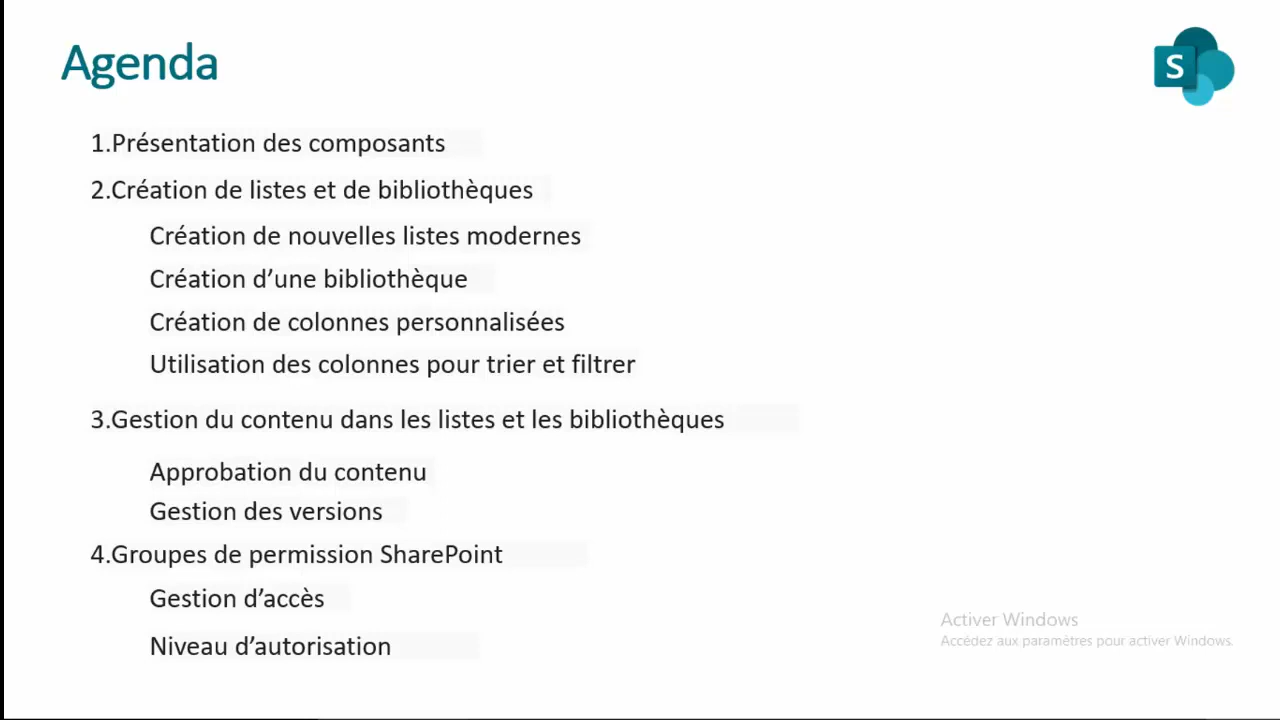 Agenda
S
1.Présentation des composants
2.Création de listes et de bibliothèques
Création de nouvelles listes modernes
Création d’une bibliothèque
Création de colonnes personnalisées
Utilisation des colonnes pour trier et filtrer
3.Gestion du contenu dans les listes et les bibliothèques
Approbation du contenu
Gestion des versions
4.Groupes de permission SharePoint
Gestion d’accès
Niveau d’autorisation
Activer Windows
Accédez aux paramètres pour activer Windows.